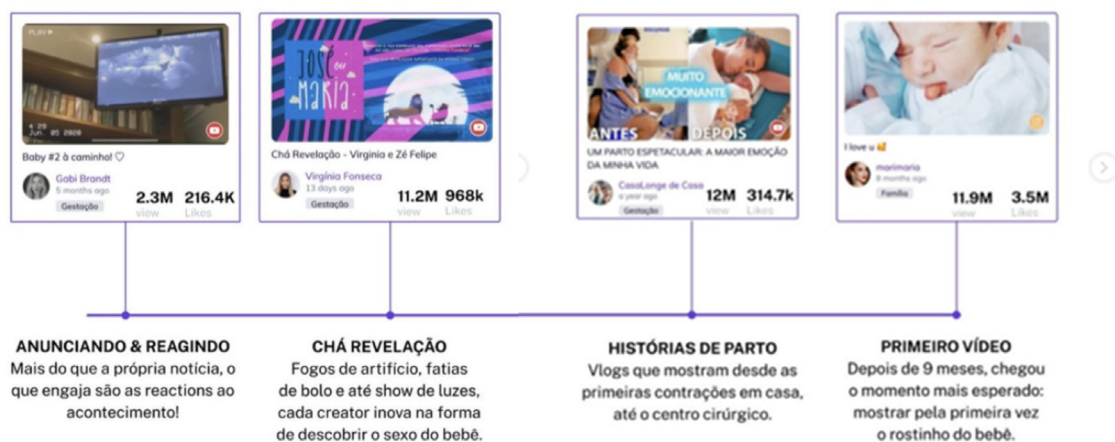 PLAY
4 29
Jun. 05 2020
Baby #2 à caminho! ♡
Gabi Brandt
5 months ago
Gestação
2.3M
view
216.4K
Likes
JOSÉ ou
MARIA
Chá Revelação - Virginia e Zé Felipe
Virgínia Fonseca
13 days ago
Gestação
11.2M
view
968k
Likes
MUITO
EMOCIONANTE
ANTES
DEPOIS
UM PARTO ESPETACULAR: A MAIOR EMOÇÃO
DA MINHA VIDA
CasaLonge de Casa
a year ago
Gestação
12M
view
314.7k
Likes
I love u
marimaria
8 months ago
Família
11.9M
view
3.5M
Likes
ANUNCIANDO & REAGINDO
Mais do que a própria notícia, o
que engaja são as reactions ao
acontecimento!
CHÁ REVELAÇÃO
Fogos de artifício, fatias
de bolo e até show de luzes,
cada creator inova na forma
de descobrir o sexo do bebê.
HISTÓRIAS DE PARTO
Vlogs que mostram desde as
primeiras contrações em casa,
até o centro cirúrgico.
PRIMEIRO VÍDEO
Depois de 9 meses, chegou
o momento mais esperado:
mostrar pela primeira vez
o rostinho do bebê.